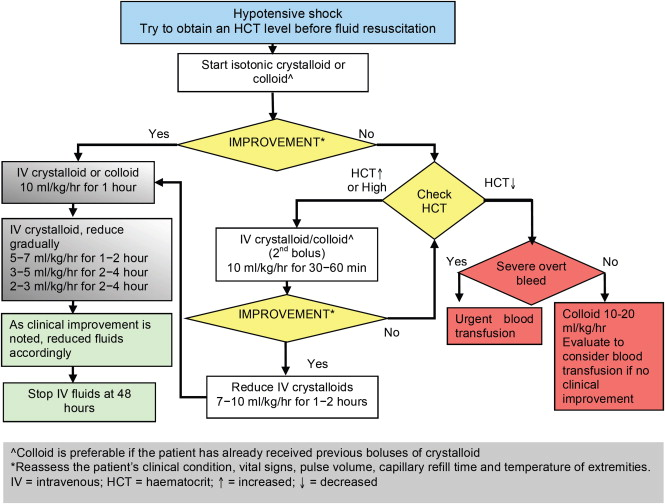 Hypotensive shock
Try to obtain an HCT level before fluid resuscitation
Start isotonic crystalloid or
colloid^
Yes
IMPROVEMENT*
No
IV crystalloid or colloid
10 ml/kg/hr for 1 hour
HCT↑
or High
Check
HCT
HCT↓
IV crystalloid, reduce
gradually
5−7 ml/kg/hr for 1−2 hour
3−5 ml/kg/hr for 2−4 hour
2−3 ml/kg/hr for 2−4 hour
IV crystalloid/colloid^
(2nd bolus)
10 ml/kg/hr for 30−60 min
Yes
Severe overt
bleed
No
As clinical improvement is
noted, reduced fluids
accordingly
IMPROVEMENT*
No
Urgent blood
transfusion
Colloid 10-20
ml/kg/hr
Evaluate to
consider blood
transfusion if no
clinical
improvement
Yes
Stop IV fluids at 48
hours
Reduce IV crystalloids
7−10 ml/kg/hr for 1−2 hours
^Colloid is preferable if the patient has already received previous boluses of crystalloid
*Reassess the patient's clinical condition, vital signs, pulse volume, capillary refill time and temperature of extremities.
IV = intravenous; HCT = haematocrit; ↑ = increased; ↓ = decreased